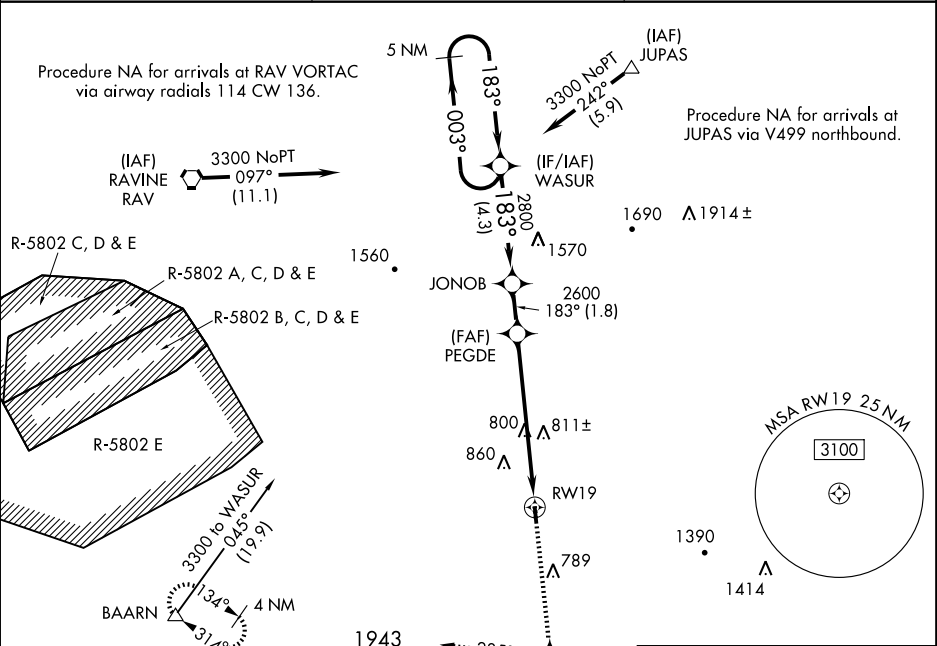 Procedure NA for arrivals at RAV VORTAC
via airway radials 114 CW 136.
5 NM
183°
003°
(IAF)
JUPAS
3300 NoPT
242°
(5.9)
Procedure NA for arrivals at
JUPAS via V499 northbound.
(IAF)
RAVINE
RAV
3300 NoPT
097°
(11.1)
(IF/IAF)
WASUR
2800
183°
(4.3)
1570
1690
1914 ±
1560
R-5802 C, D & E
R-5802 A, C, D & E
R-5802 B, C, D & E
R-5802 E
JONOB
2600
183° (1.8)
(FAF)
PEGDE
800
811±
860
RW19
789
MSA RW19 25 NM
3100
1390
1414
3300 to WASUR
045°
(19.9)
BAARN
134°
4 NM
314°
1943